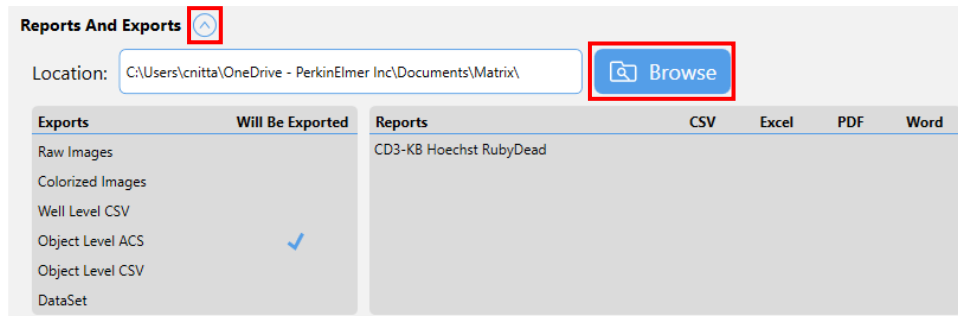 Reports And Exports
Location: C:\Users\cnitta\OneDrive - PerkinElmer Inc\Documents\Matrix\ Browse
Exports Will Be Exported Reports CSV Excel PDF Word
Raw Images CD3-KB Hoechst RubyDead
Colorized Images
Well Level CSV
Object Level ACS
Object Level CSV
DataSet